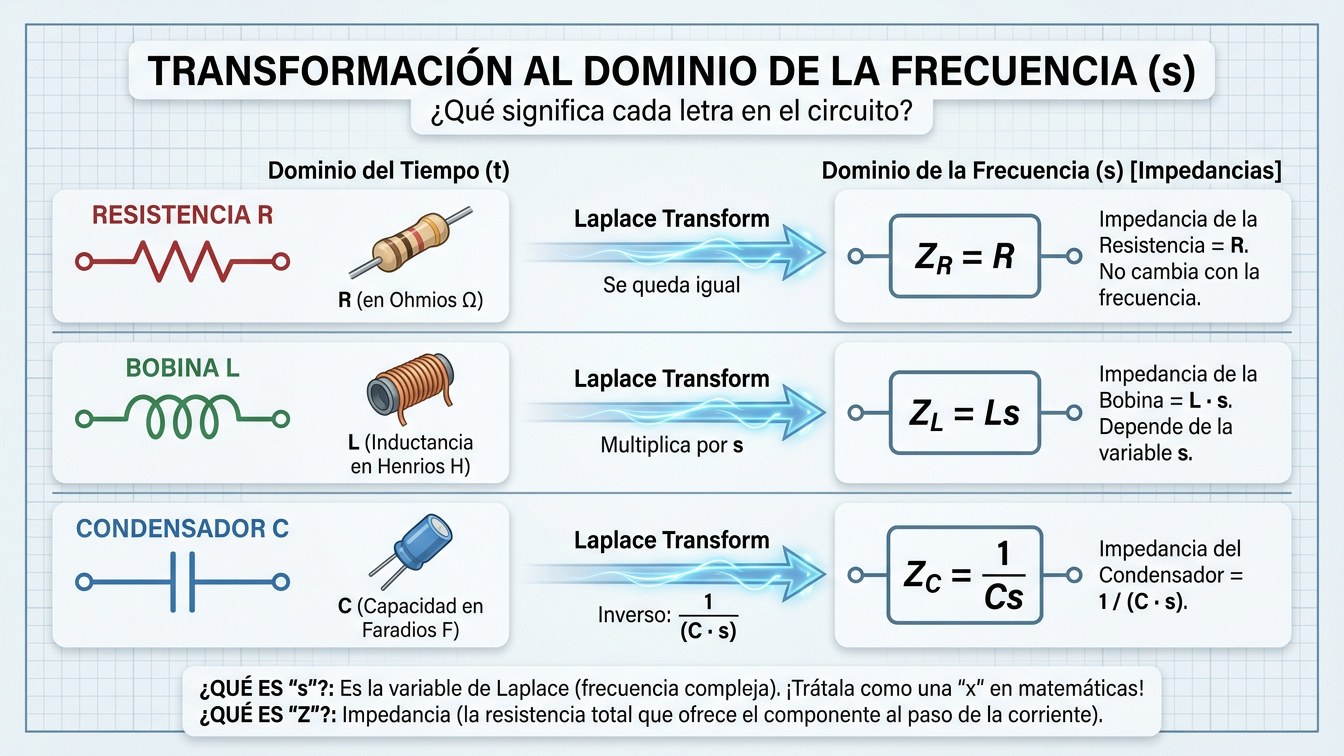 TRANSFORMACIÓN AL DOMINIO DE LA FRECUENCIA (s)
¿Qué significa cada letra en el circuito?
Dominio del Tiempo (t)
Dominio de la Frecuencia (s) [Impedancias]
RESISTENCIA R
R (en Ohmios Ω)
Laplace Transform
Se queda igual
Z_R = R
Impedancia de la
Resistencia = R.
No cambia con la
frecuencia.
BOBINA L
L (Inductancia
en Henrios H)
Laplace Transform
Multiplica por s
Z_L = Ls
Impedancia de la
Bobina = L · s.
Depende de la
variable s.
CONDENSADOR C
C (Capacidad en
Faradios F)
Laplace Transform
Inverso: 1 / (C · s)
Z_C = 1 / Cs
Impedancia del
Condensador =
1 / (C · s).
¿QUÉ ES “s”?: Es la variable de Laplace (frecuencia compleja). ¡Trátala como una “x” en matemáticas!
¿QUÉ ES “Z”?: Impedancia (la resistencia total que ofrece el componente al paso de la corriente).